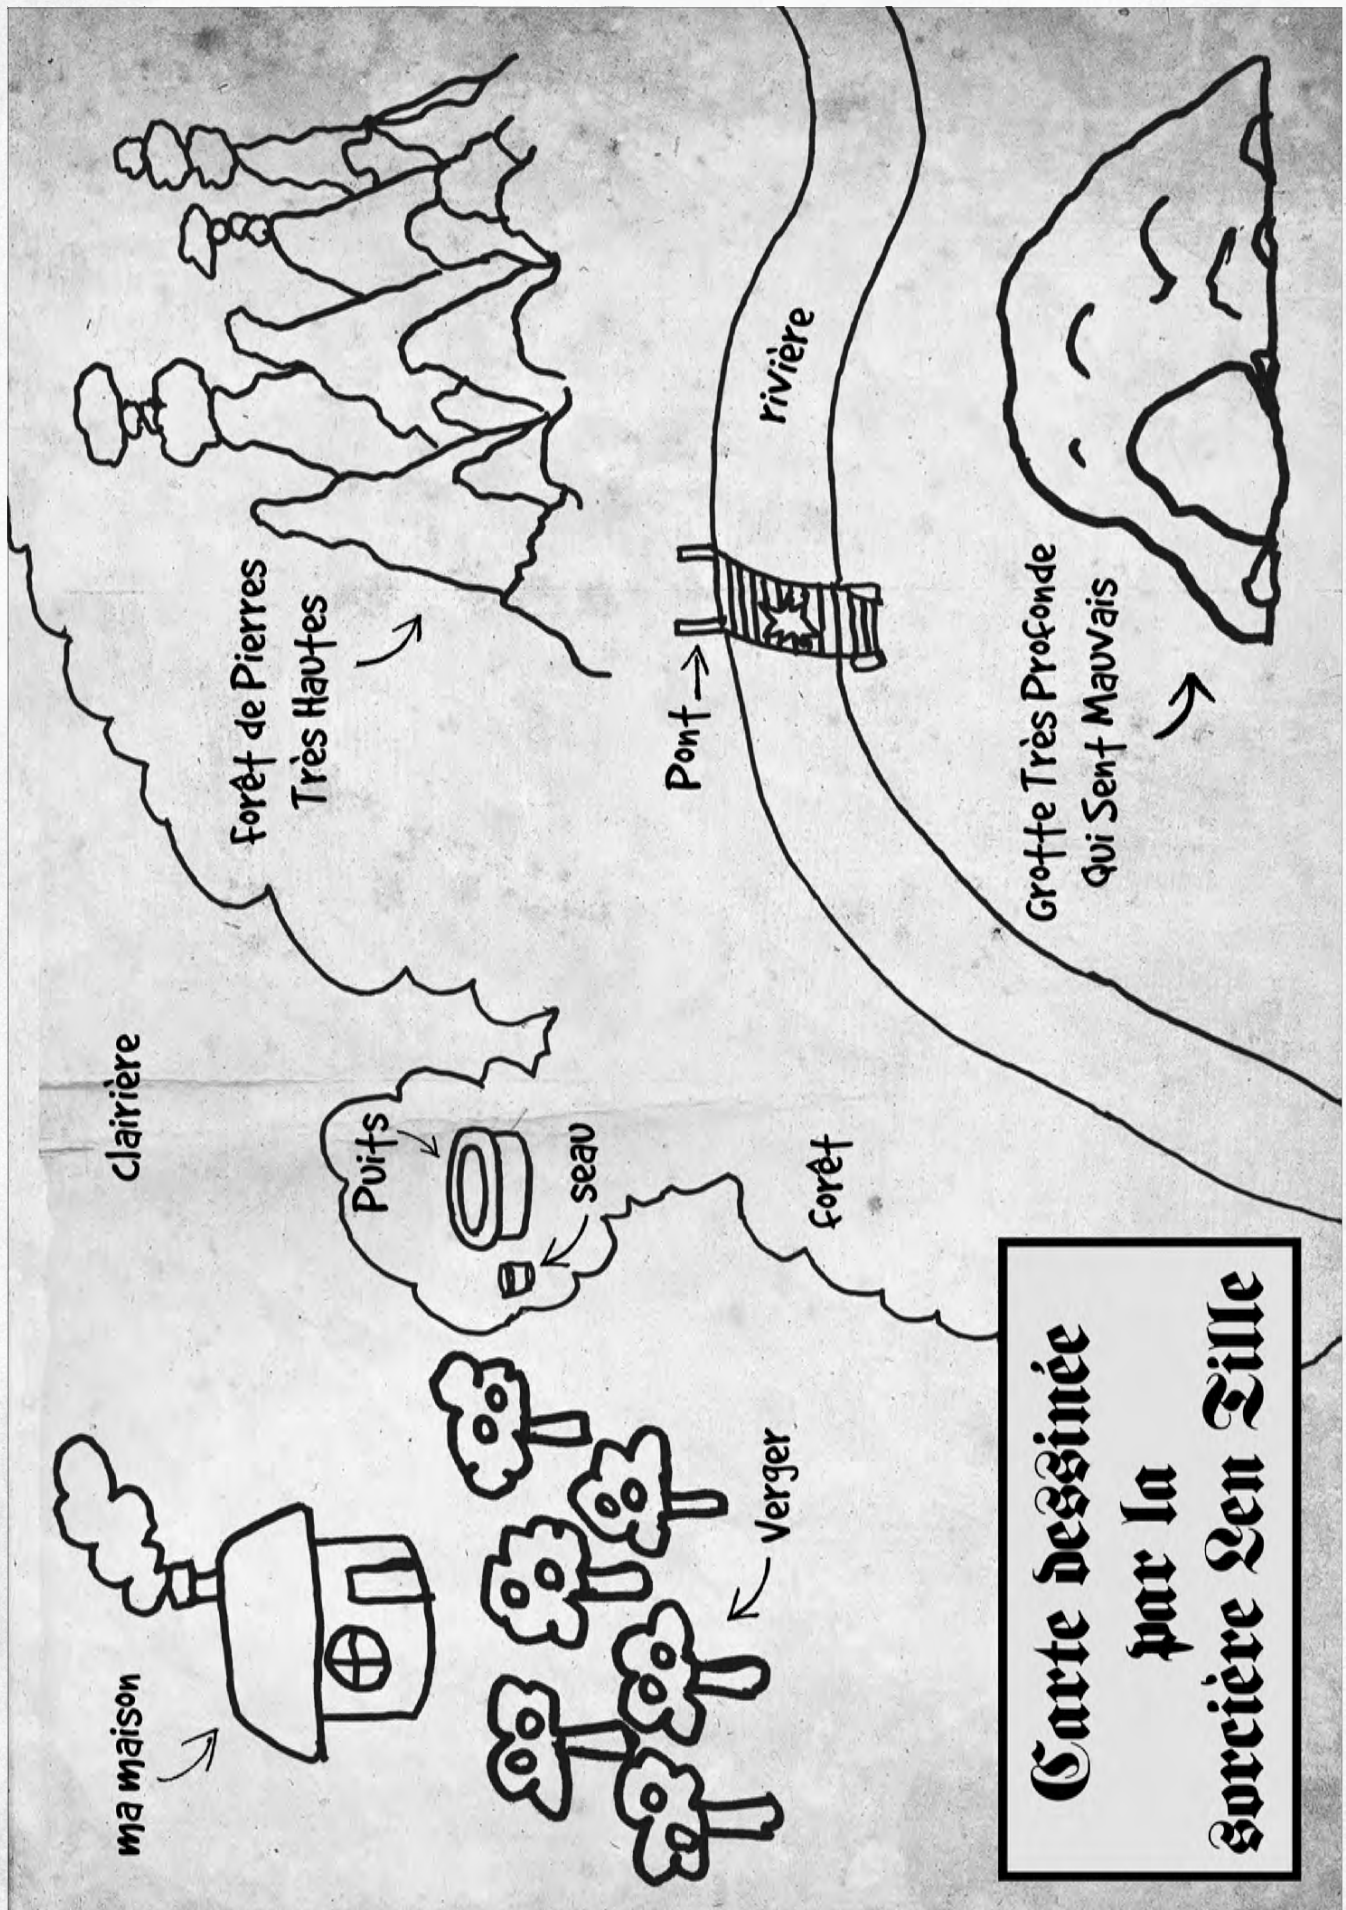 ma maison
Clairière
forêt de Pierres
Très Hautes
Puits
seau
Pont
Verger
rivière
forêt
Grotte Très Profonde
Qui Sent Mauvais
Carte dessinée
par la
sorcière Len Tille